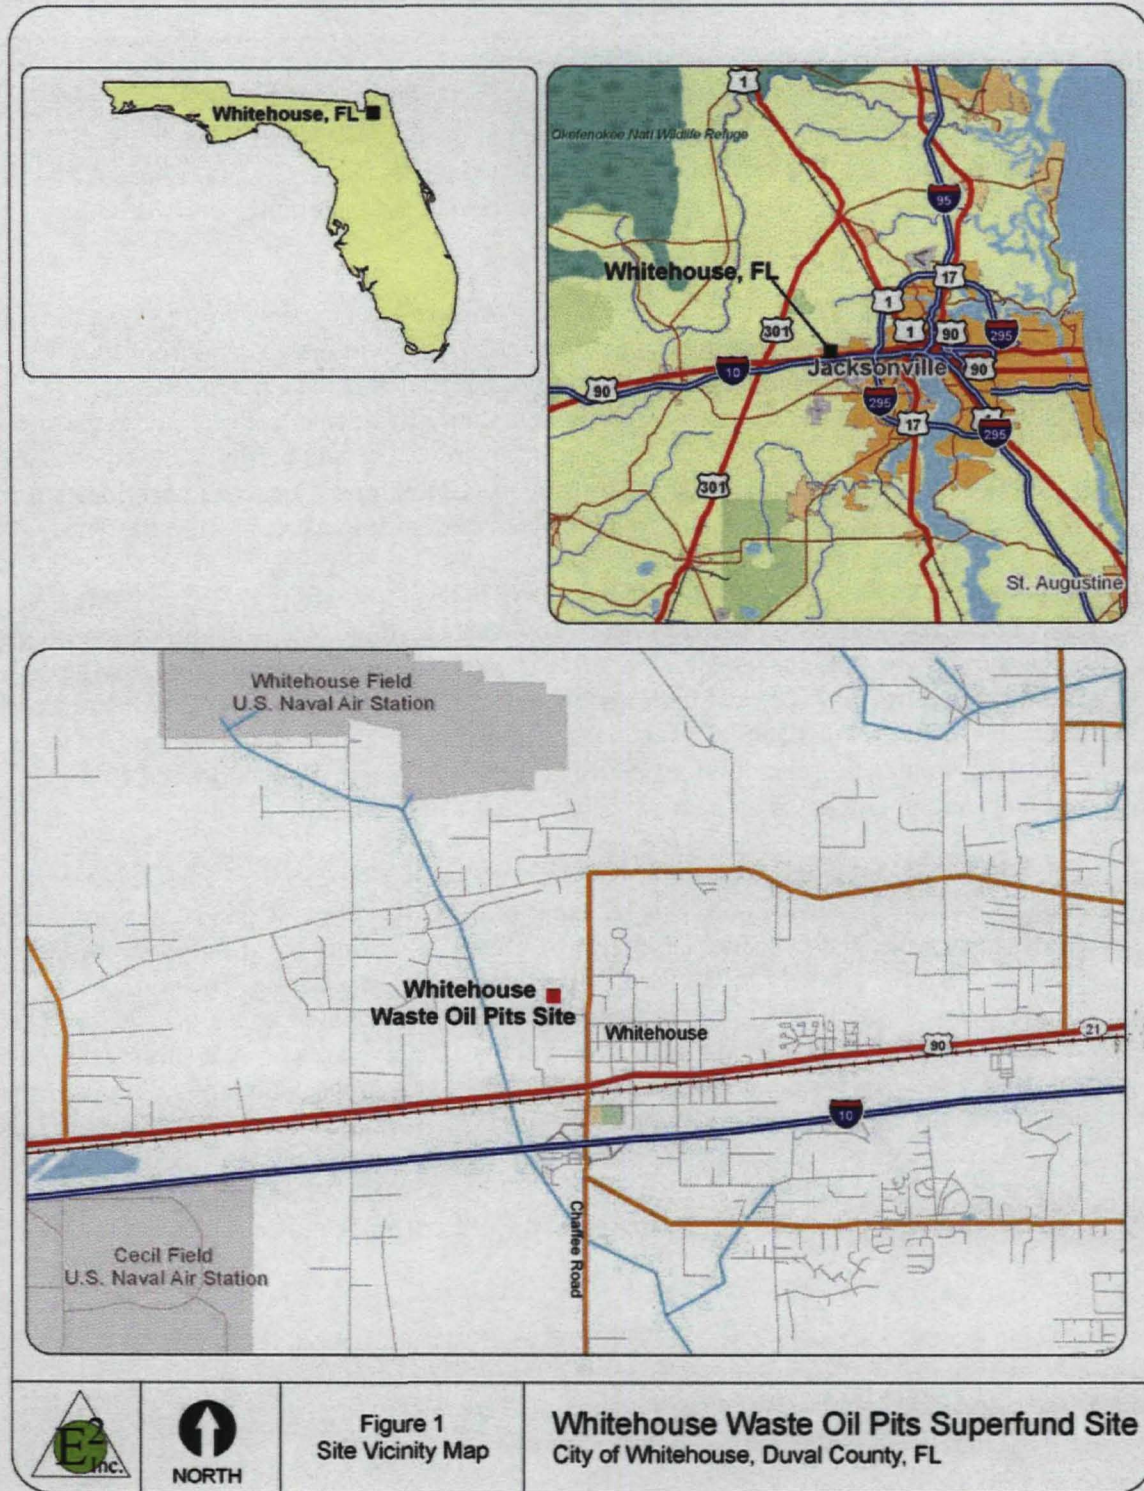 Whitehouse, FL
1
Okefenokee Natl Wildlife Refuge
95
Whitehouse, FL
17
1
301
1
90
295
10
Jacksonville
90
90
295
17
295
301
St. Augustine
Whitehouse Field
U.S. Naval Air Station
Whitehouse
Waste Oil Pits Site
Whitehouse
21
90
10
Chaffee Road
Cecil Field
U.S. Naval Air Station
E2
Inc.
NORTH
Figure 1
Site Vicinity Map
Whitehouse Waste Oil Pits Superfund Site
City of Whitehouse, Duval County, FL